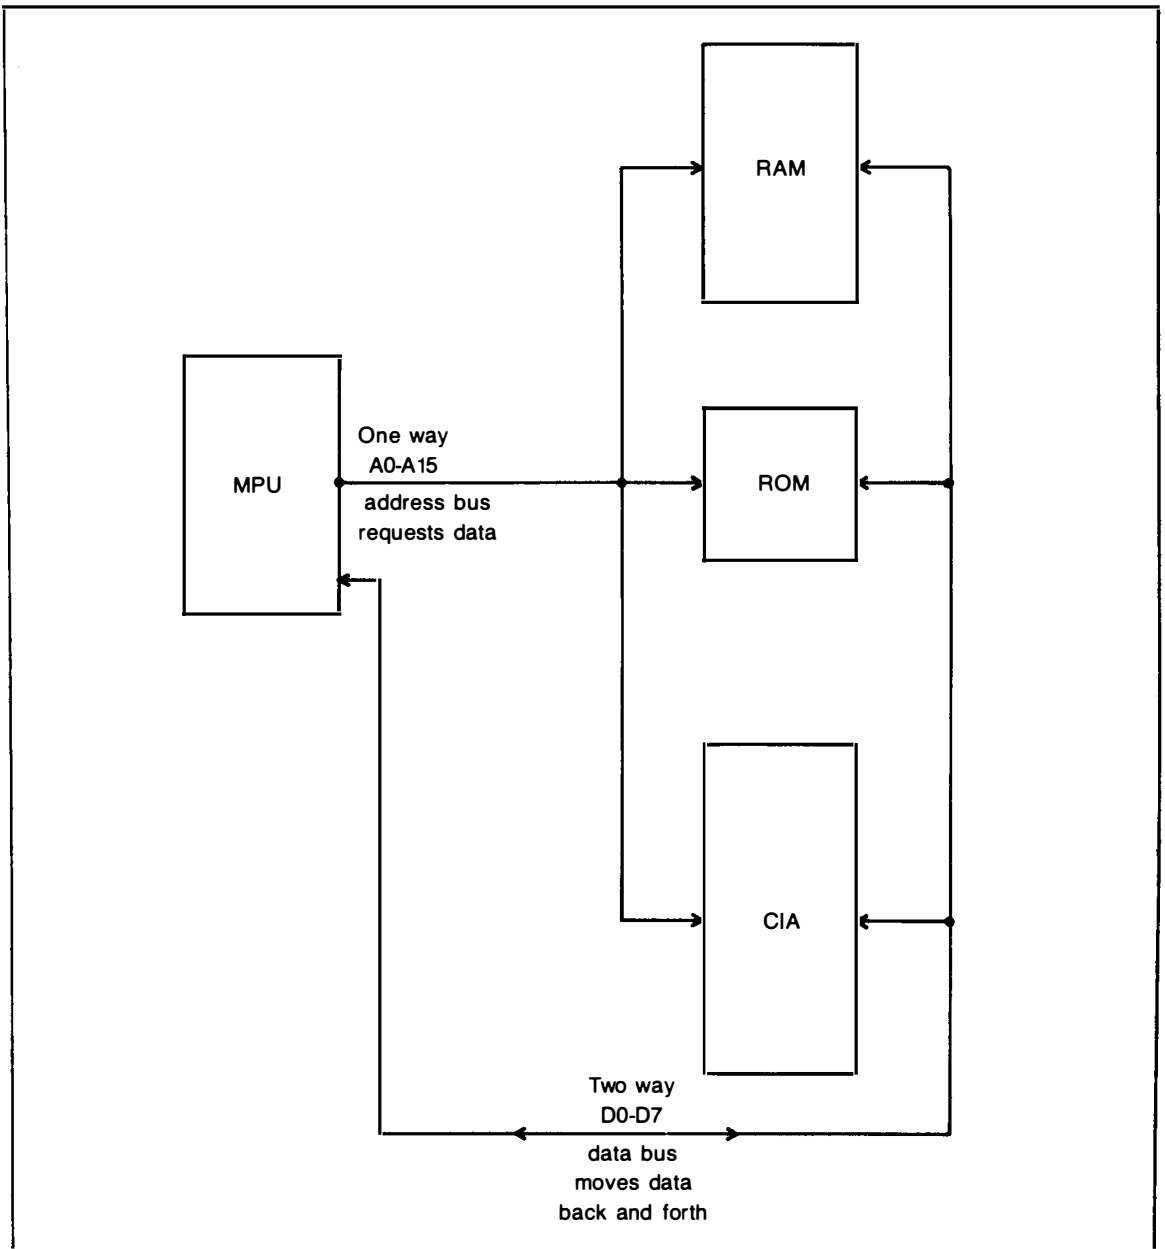 RAM
One way
A0-A15
MPU
ROM
address bus
requests data
CIA
Two way
D0-D7
data bus
moves data
back and forth